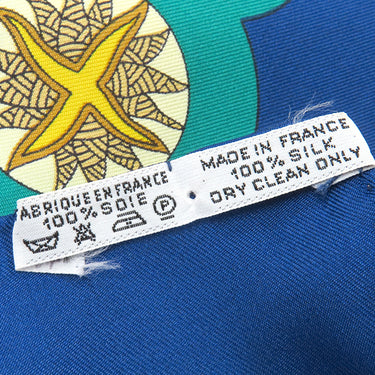 ABRIQUE EN FRANCE
100% SOIE
P
MADE IN FRANCE
100% SILK
DRY CLEAN ONLY